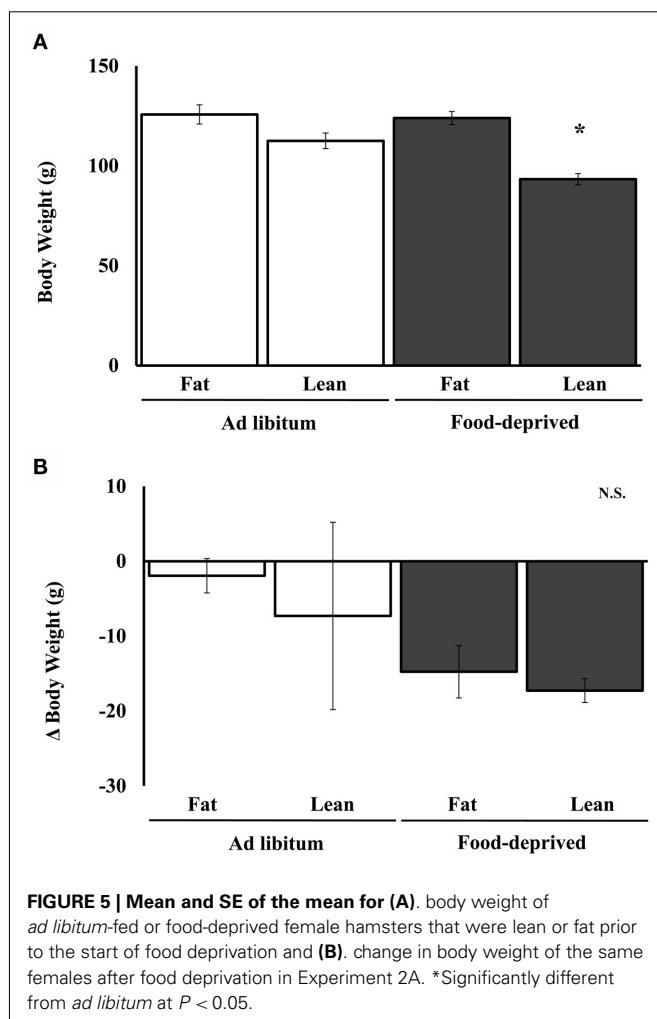 A
150
100
50
0
Body Weight (g)
*
Fat Lean Fat Lean
Ad libitum Food-deprived
B
10
0
-10
-20
-30
Δ Body Weight (g)
N.S.
Fat Lean Fat Lean
Ad libitum Food-deprived
FIGURE 5 | Mean and SE of the mean for (A). body weight of
ad libitum-fed or food-deprived female hamsters that were lean or fat prior
to the start of food deprivation and (B). change in body weight of the same
females after food deprivation in Experiment 2A. *Significantly different
from ad libitum at P < 0.05.